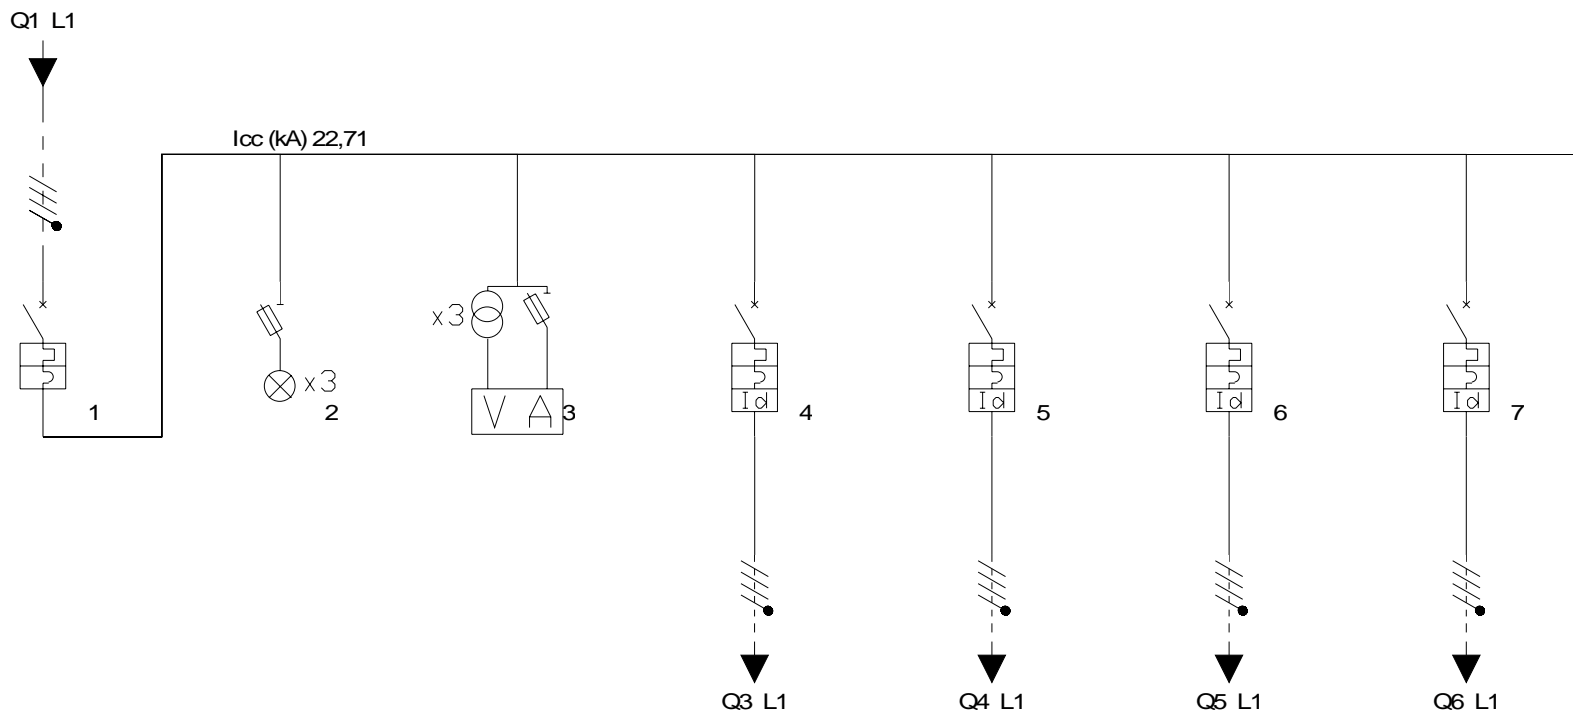 Q1 L1
Icc (kA) 22,71
x3
x3
V A
Id
Id
Id
Id
1
2
3
4
5
6
7
Q3 L1
Q4 L1
Q5 L1
Q6 L1